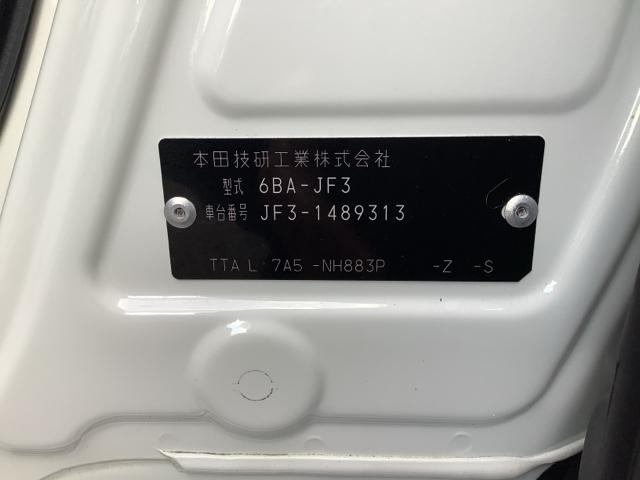 本田技研工業株式会社
型式 6BA-JF3
車台番号 JF3-1489313
TTA L 7A5 -NH883P -Z -S